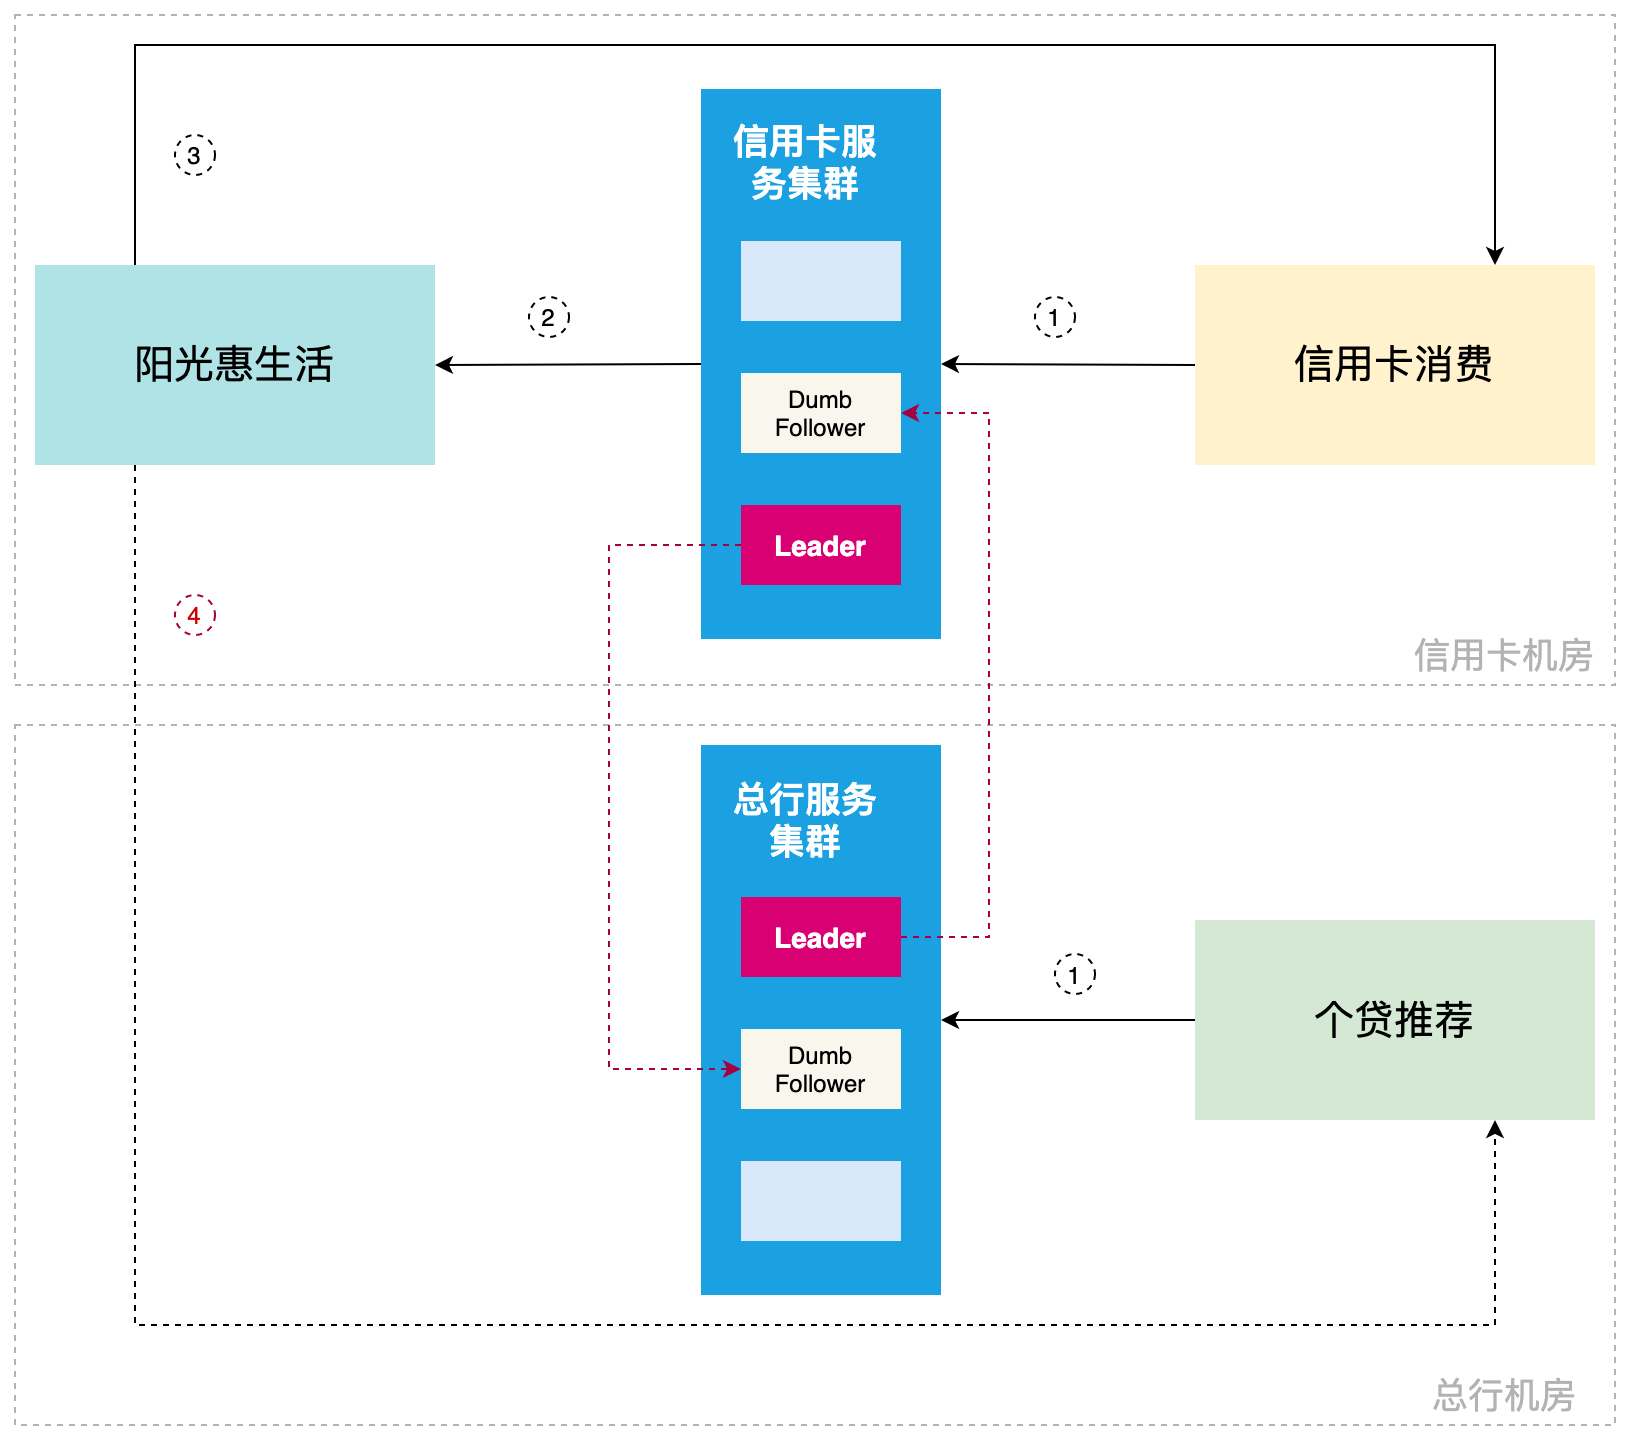 信用卡服
务集群
3
2
1
阳光惠生活
信用卡消费
Dumb
Follower
Leader
4
信用卡机房
总行服务
集群
Leader
1
个贷推荐
Dumb
Follower
总行机房